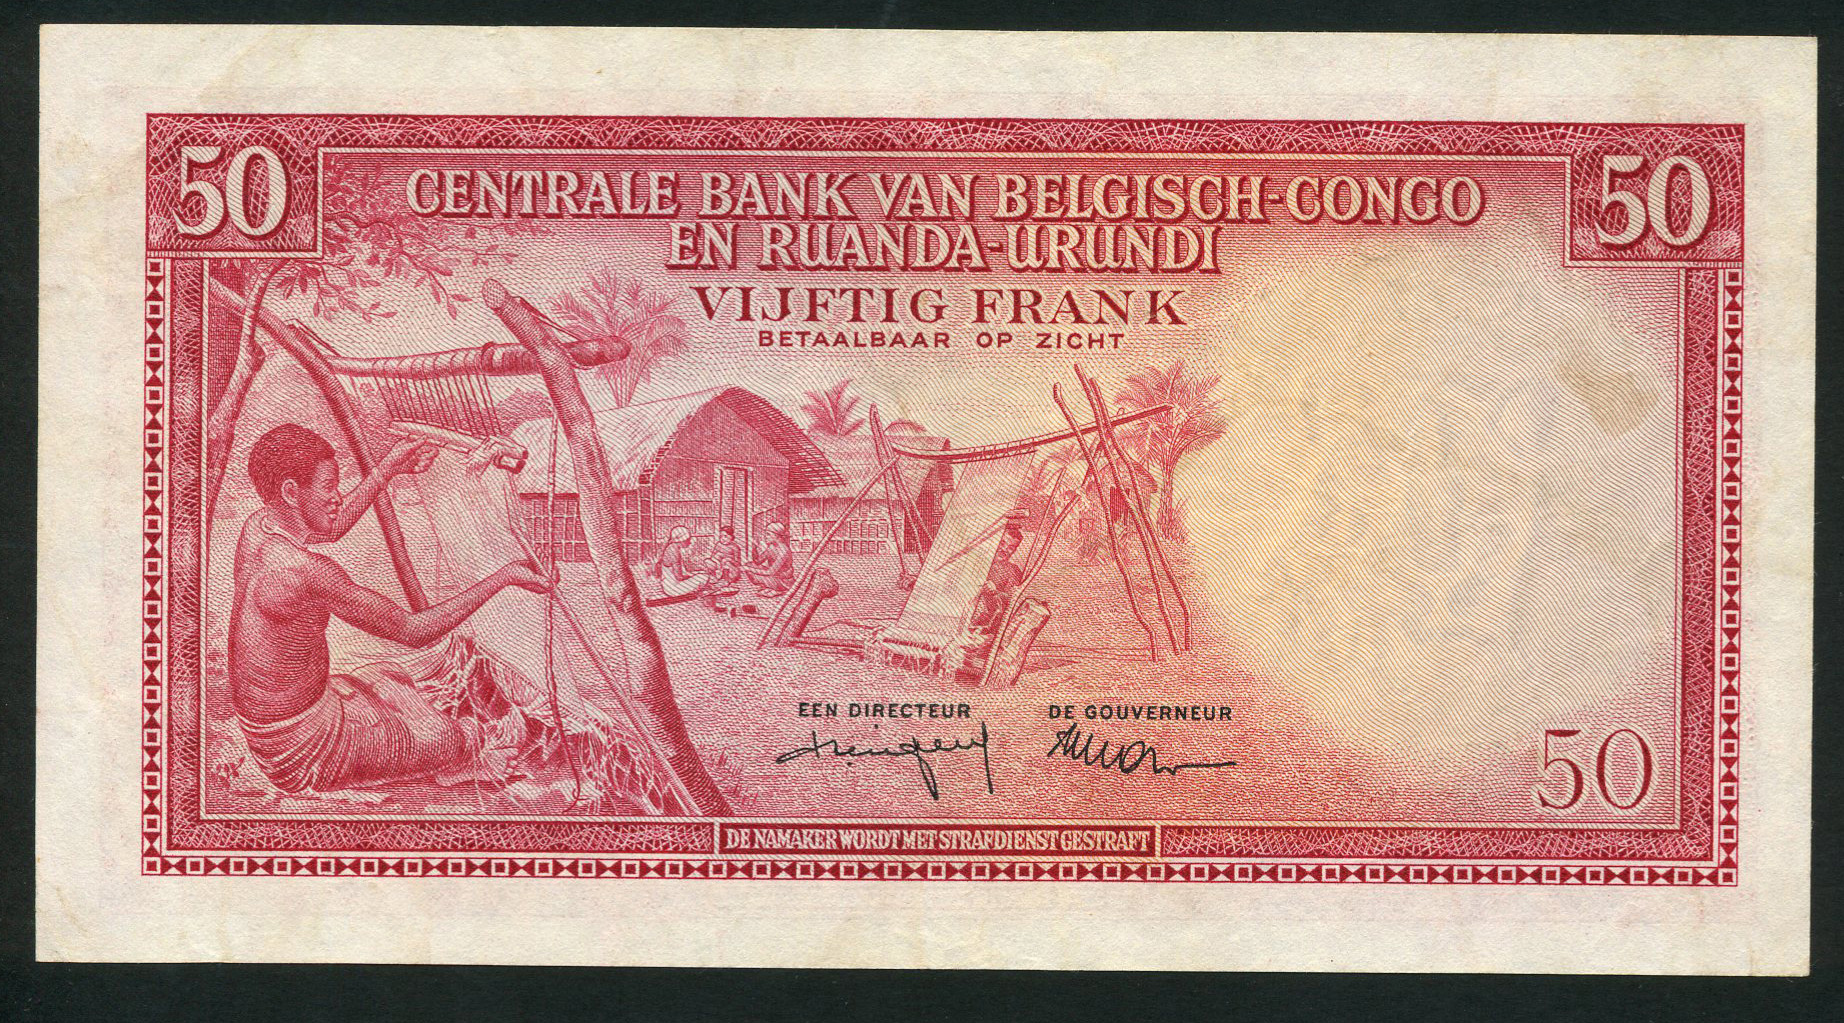 50
50
CENTRALE BANK VAN BELGISCH-CONGO
EN RUANDA-URUNDI
VIJFTIG FRANK
BETAALBAAR OP ZICHT
EEN DIRECTEUR
DE GOUVERNEUR
50
DE NAMAKER WORDT MET STRAFDIENST GESTRAFT